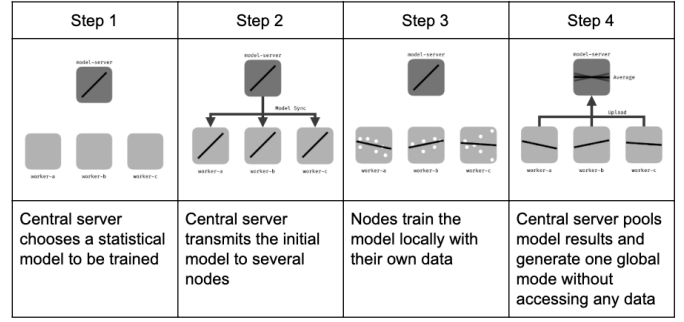 Step 1
Step 2
Step 3
Step 4
model-server
worker-a
worker-b
worker-c
model-server
Model Sync
worker-a
worker-b
worker-c
model-server
worker-a
worker-b
worker-c
model-server
Average
Upload
worker-a
worker-b
worker-c
Central server
chooses a statistical
model to be trained
Central server
transmits the initial
model to several
nodes
Nodes train the
model locally with
their own data
Central server pools
model results and
generate one global
mode without
accessing any data